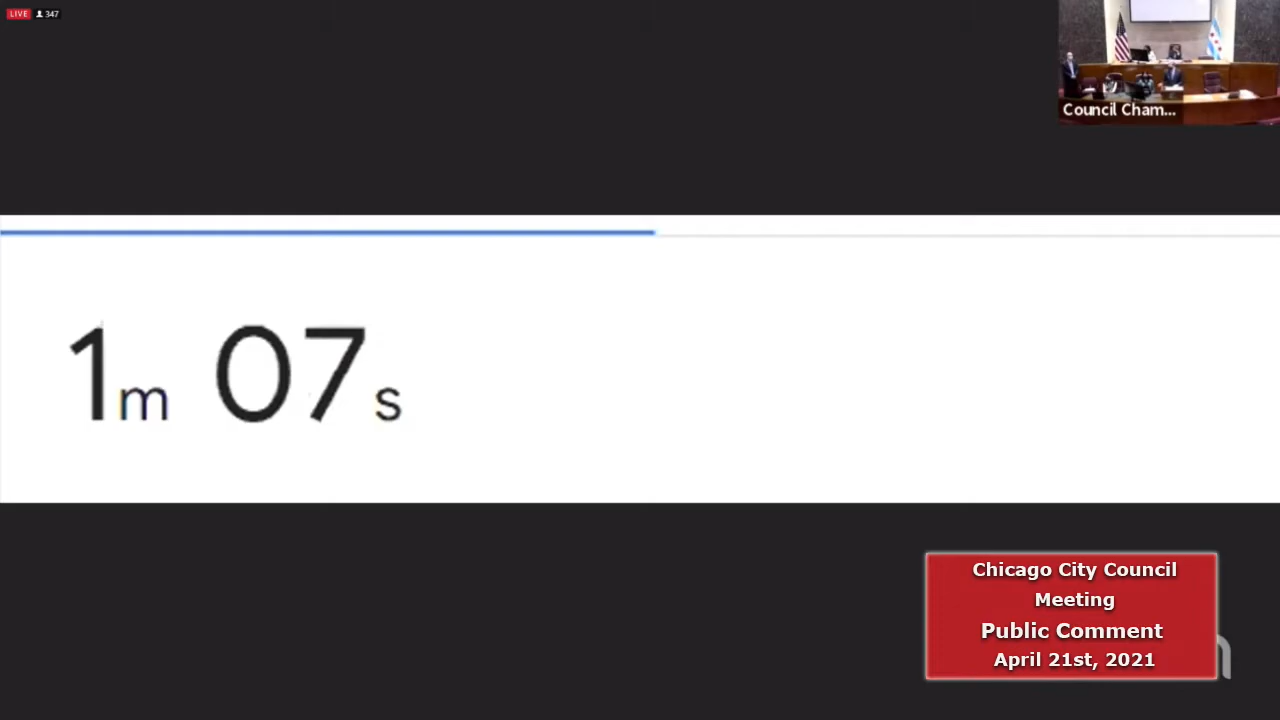 LIVE 347
Council Cham...
1m 07s
Chicago City Council
Meeting
Public Comment
April 21st, 2021